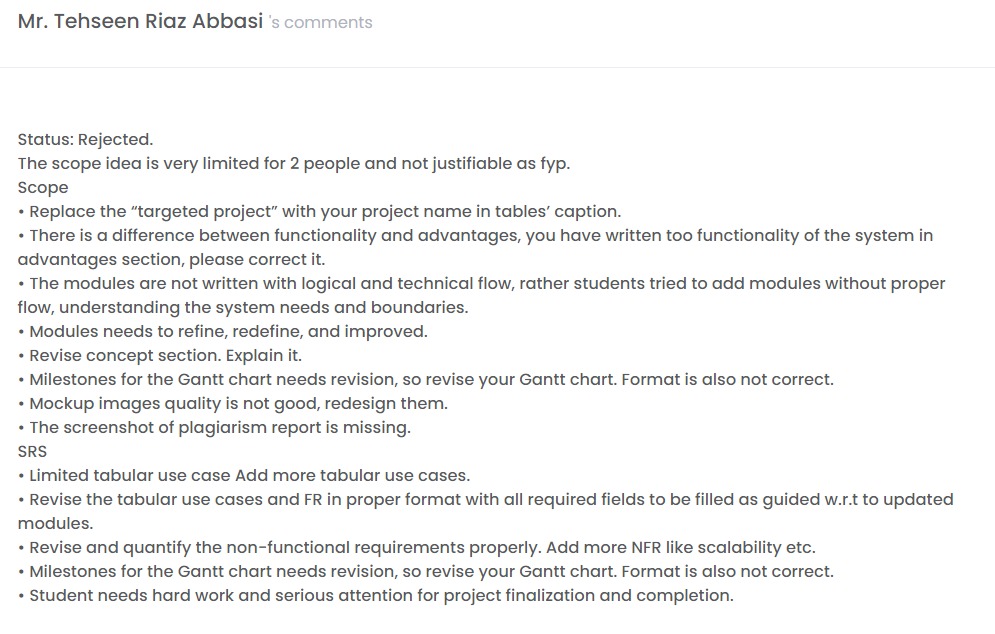 Mr. Tehseen Riaz Abbasi 's comments
Status: Rejected.
The scope idea is very limited for 2 people and not justifiable as fyp.
Scope
• Replace the “targeted project” with your project name in tables’ caption.
• There is a difference between functionality and advantages, you have written too functionality of the system in
advantages section, please correct it.
• The modules are not written with logical and technical flow, rather students tried to add modules without proper
flow, understanding the system needs and boundaries.
• Modules needs to refine, redefine, and improved.
• Revise concept section. Explain it.
• Milestones for the Gantt chart needs revision, so revise your Gantt chart. Format is also not correct.
• Mockup images quality is not good, redesign them.
• The screenshot of plagiarism report is missing.
SRS
• Limited tabular use case Add more tabular use cases.
• Revise the tabular use cases and FR in proper format with all required fields to be filled as guided w.r.t to updated
modules.
• Revise and quantify the non-functional requirements properly. Add more NFR like scalability etc.
• Milestones for the Gantt chart needs revision, so revise your Gantt chart. Format is also not correct.
• Student needs hard work and serious attention for project finalization and completion.